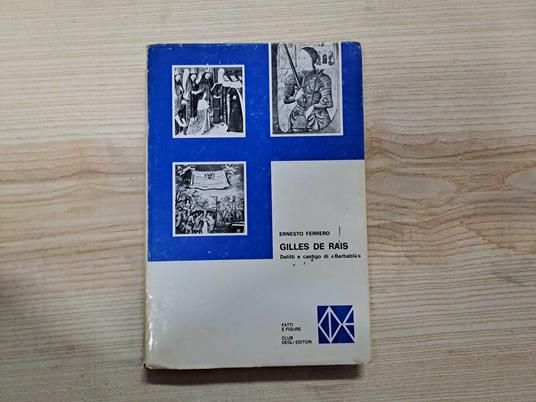 ERNESTO FERRERO
GILLES DE RAIS
Delitti e castigo di «Barbablù»
FATTI
E FIGURE
CLUB
DEGLI EDITORI